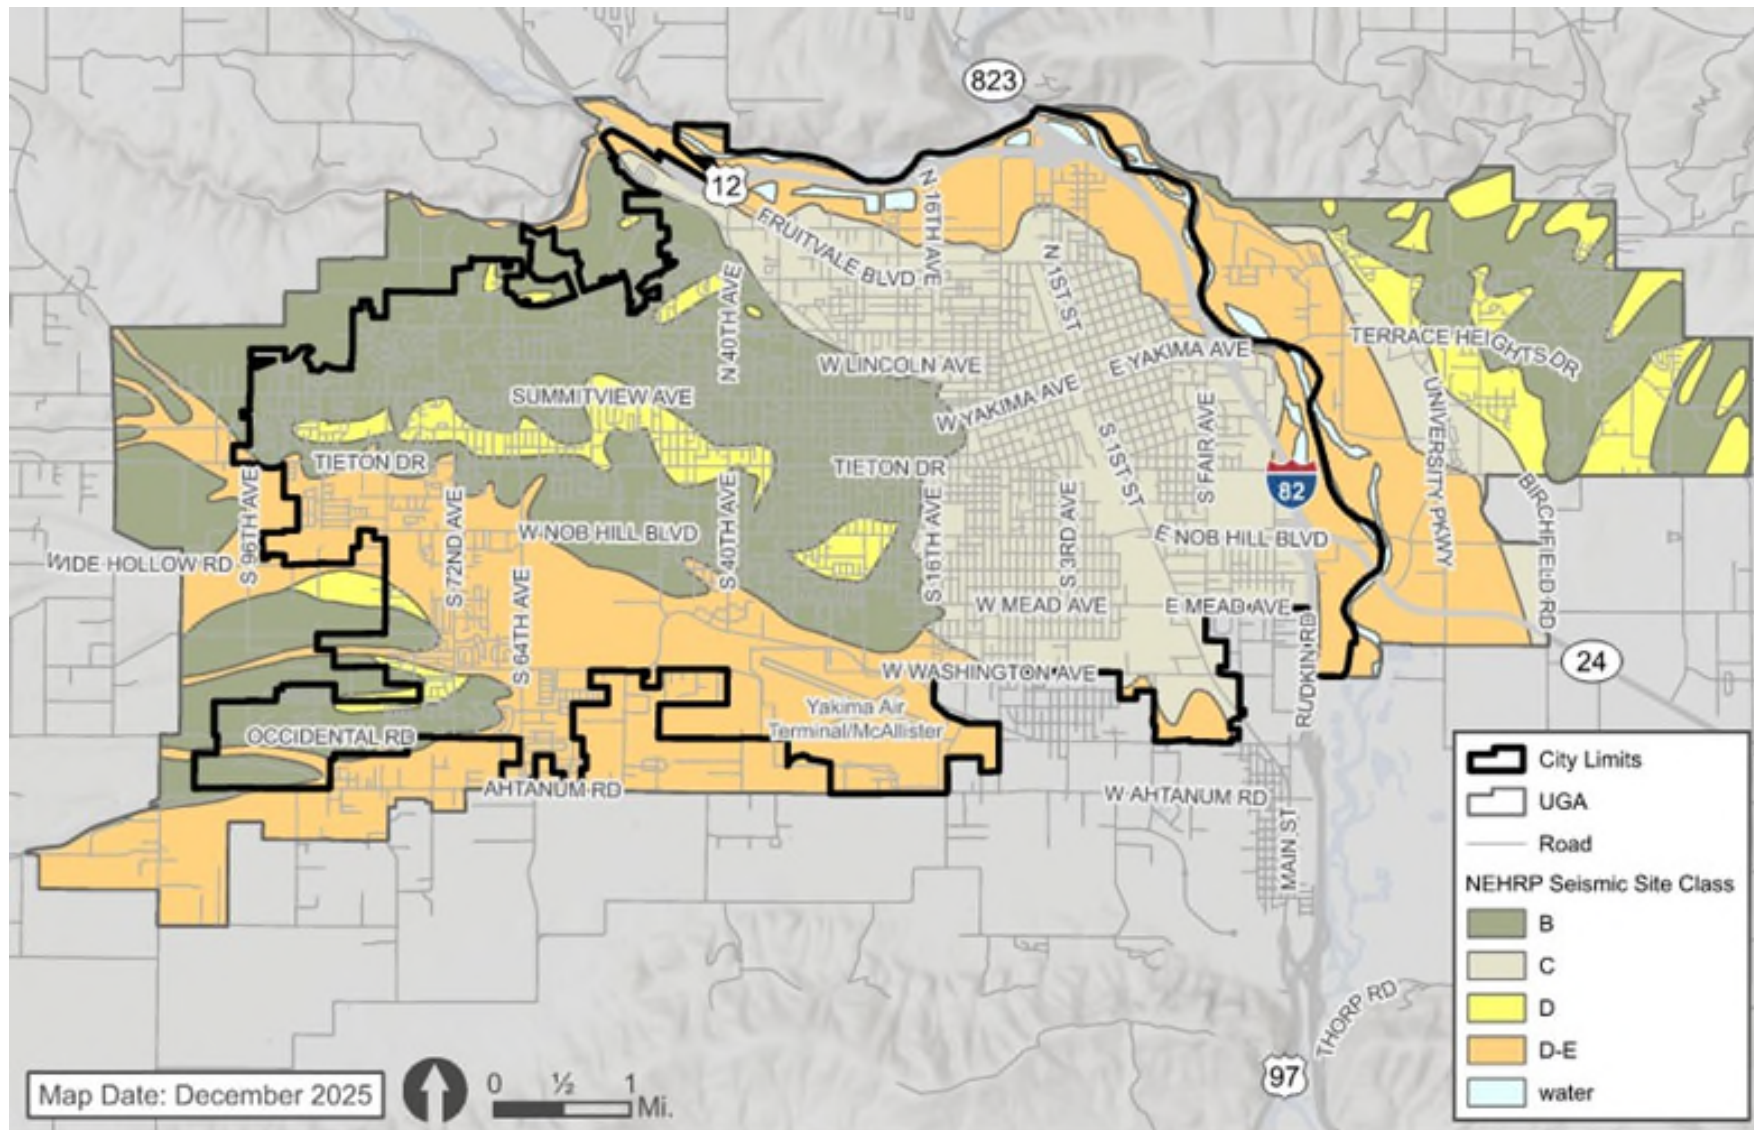 823
12
FRUITVALE BLVD
N 16TH AVE
N 1ST ST
N 40TH AVE
TERRACE HEIGHTS DR
W LINCOLN AVE
E YAKIMA AVE
SUMMITVIEW AVE
W YAKIMA AVE
UNIVERSITY PKWY
S FAIR AVE
S 1ST ST
TIETON DR
TIETON DR
82
S 96TH AVE
S 72ND AVE
S 40TH AVE
S 16TH AVE
S 3RD AVE
BIRCHFIELD RD
W NOB HILL BLVD
E NOB HILL BLVD
WIDE HOLLOW RD
S 64TH AVE
W MEAD AVE
E MEAD AVE
RUDKIN RD
24
W WASHINGTON AVE
Yakima Air
Terminal/McAllister
OCCIDENTAL RD
AHTANUM RD
W AHTANUM RD
MAIN ST
THORP RD
97
City Limits
UGA
Road
NEHRP Seismic Site Class
B
C
D
D-E
water
Map Date: December 2025
0 ½ 1
Mi.